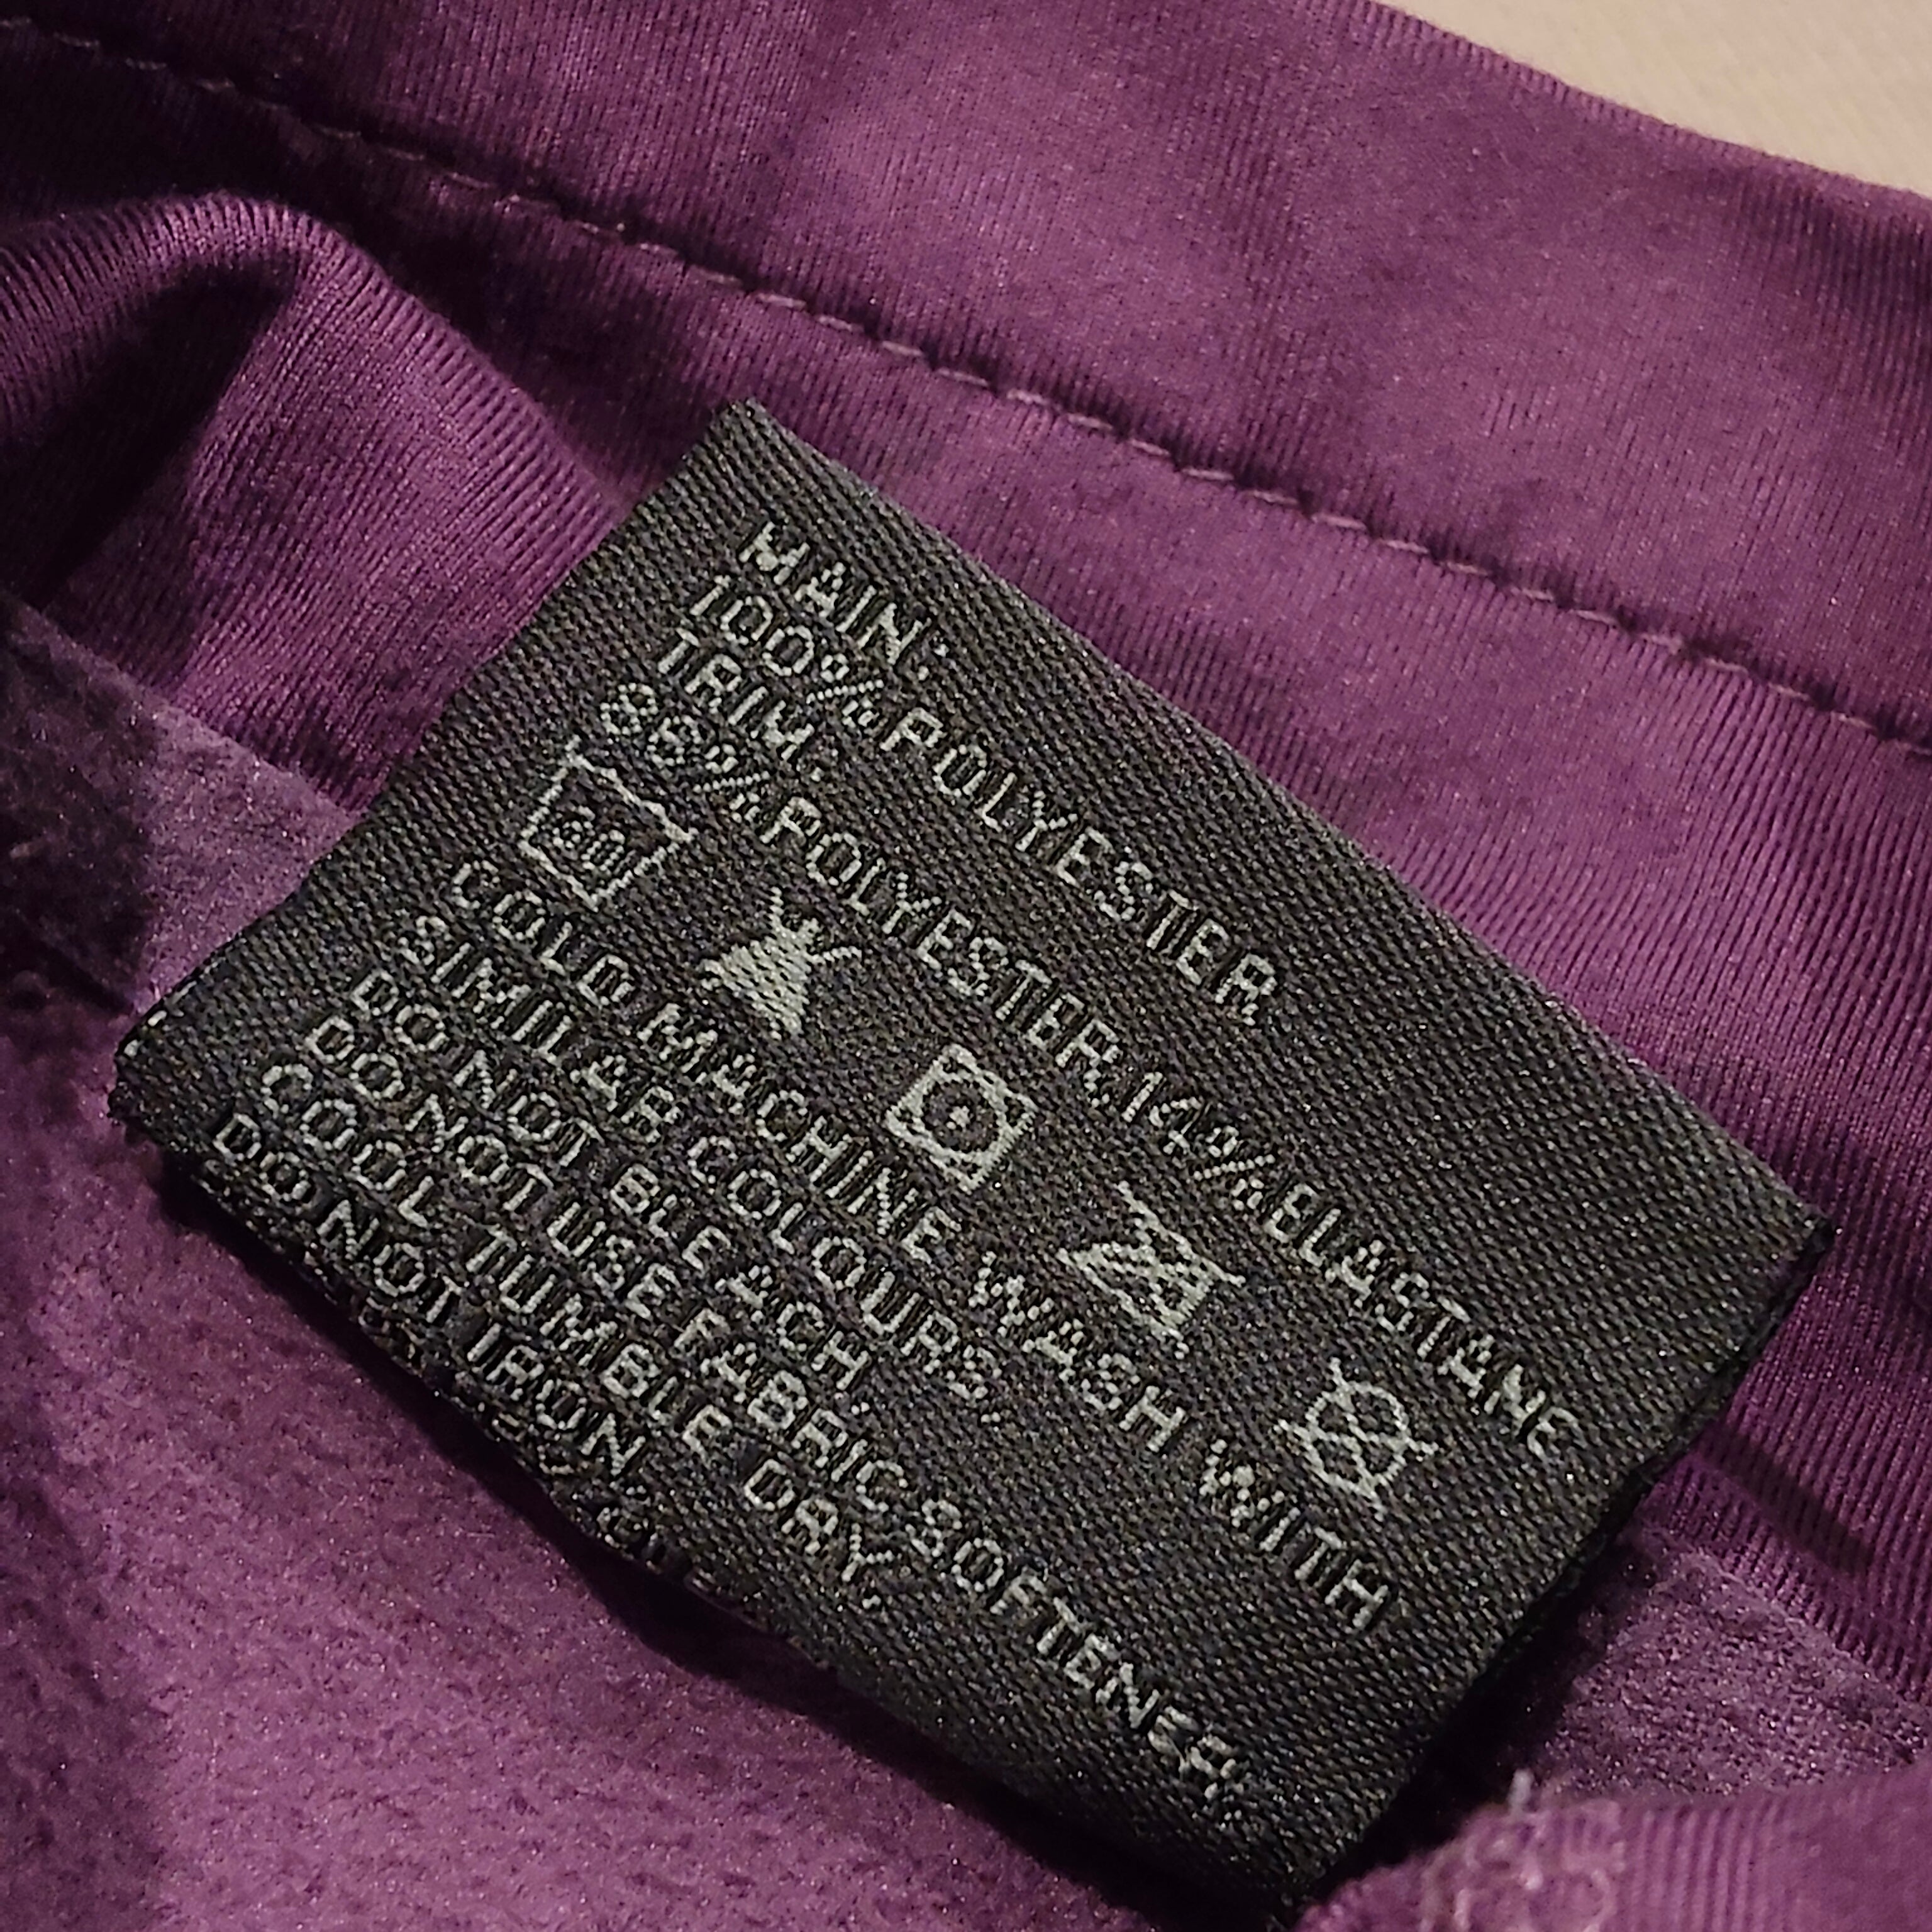 MAIN:
100%POLYESTER
TRIM:
86%POLYESTER,14%ELASTANE
30
COLD MACHINE WASH WITH
SIMILAR COLOURS,
DO NOT BLEACH,
DO NOT USE FABRIC SOFTENER,
COOL TUMBLE DRY,
DO NOT IRON,